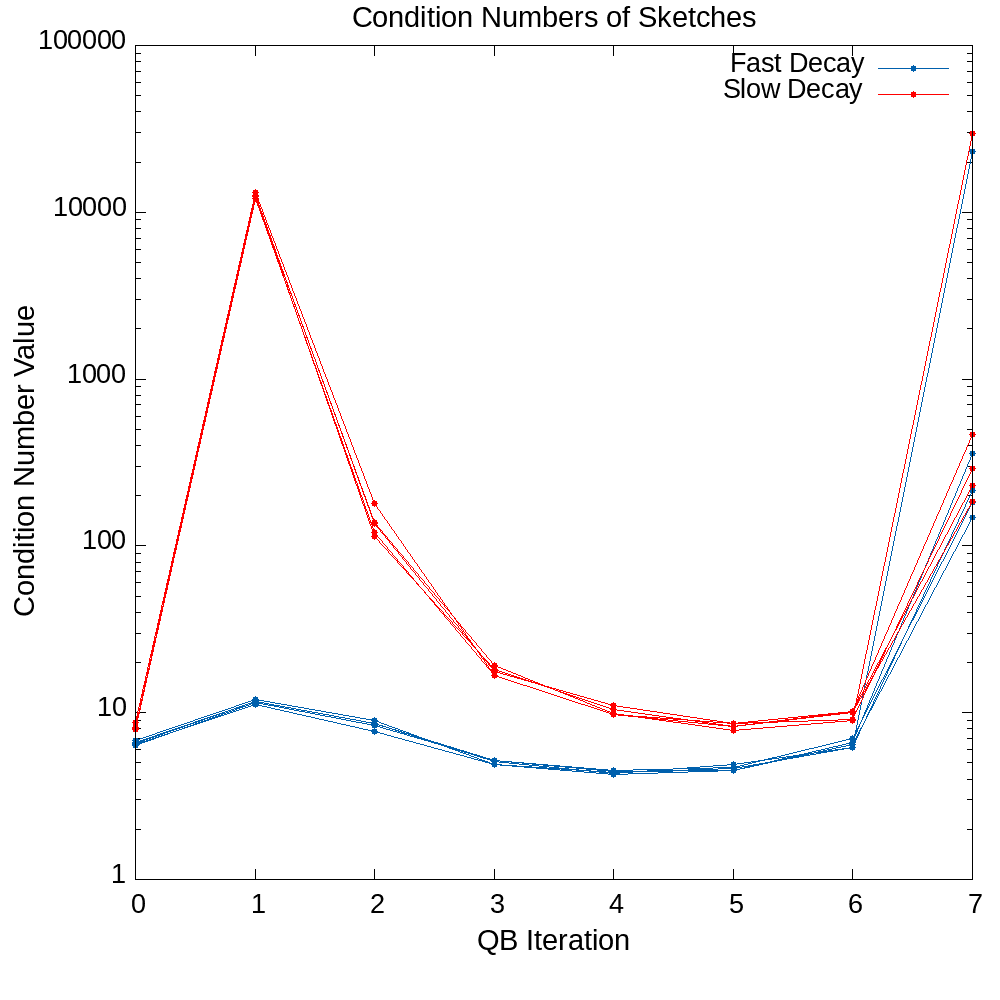 Condition Numbers of Sketches
Fast Decay
Slow Decay
Condition Number Value
100000
10000
1000
100
10
1
0 1 2 3 4 5 6 7
QB Iteration